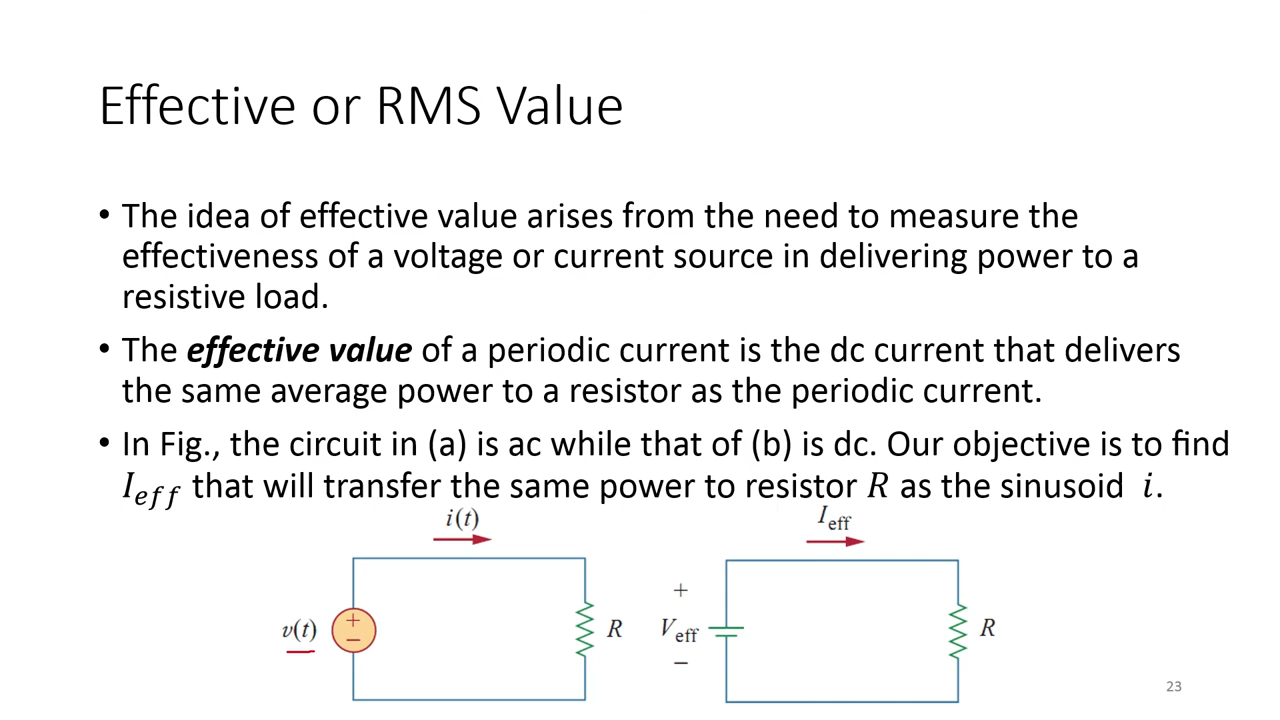 Effective or RMS Value
• The idea of effective value arises from the need to measure the
effectiveness of a voltage or current source in delivering power to a
resistive load.
• The effective value of a periodic current is the dc current that delivers
the same average power to a resistor as the periodic current.
• In Fig., the circuit in (a) is ac while that of (b) is dc. Our objective is to find
I_eff that will transfer the same power to resistor R as the sinusoid i.
i(t)
I_eff
v(t)
+
−
R
+
V_eff
−
R
23